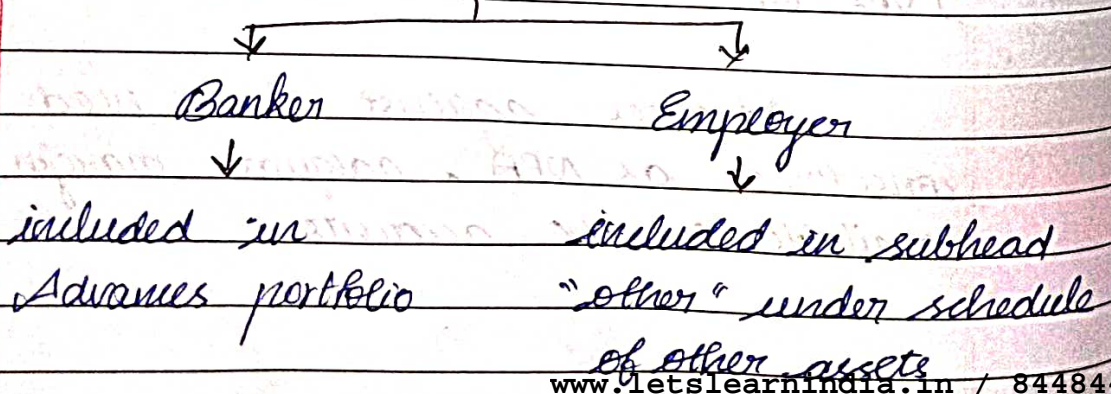 Banker Employer
included in included in subhead
Advances portfolio "other" under schedule
of other assets
www.letslearnindia.in / 84484